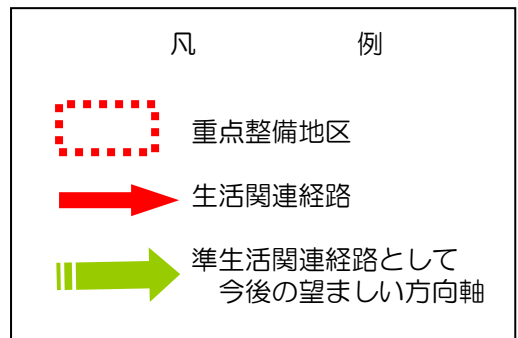 凡　例
重点整備地区
生活関連経路
準生活関連経路として
今後の望ましい方向軸